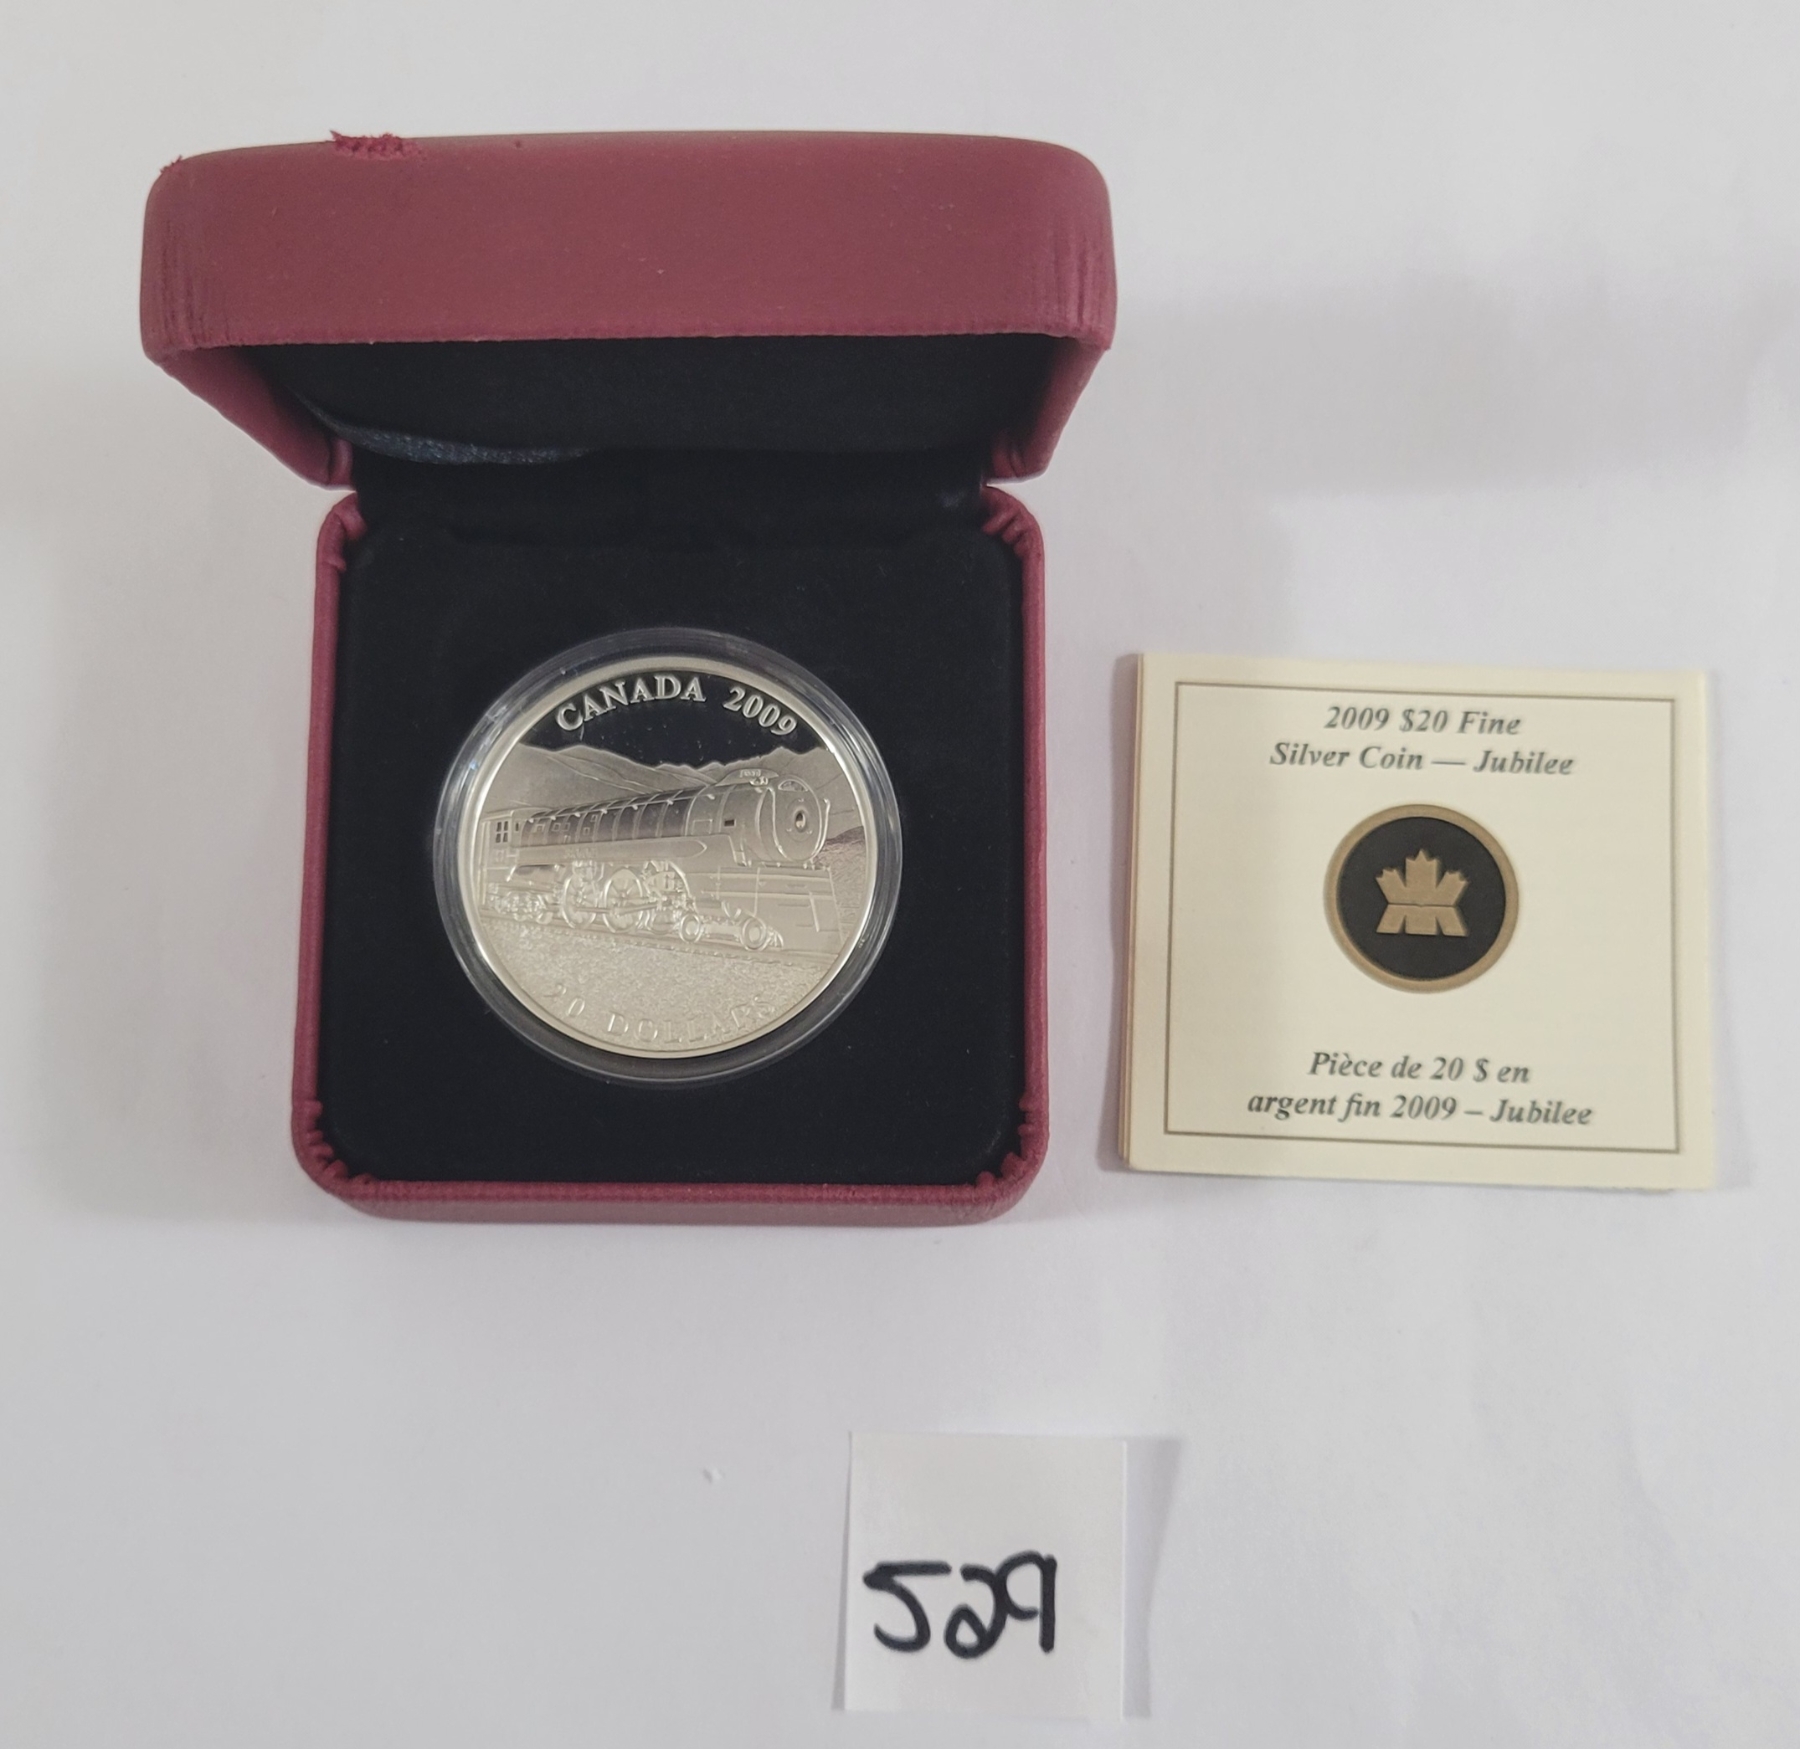 CANADA 2009
20 DOLLARS
2009 $20 Fine
Silver Coin — Jubilee
Pièce de 20 $ en
argent fin 2009 – Jubilee
529